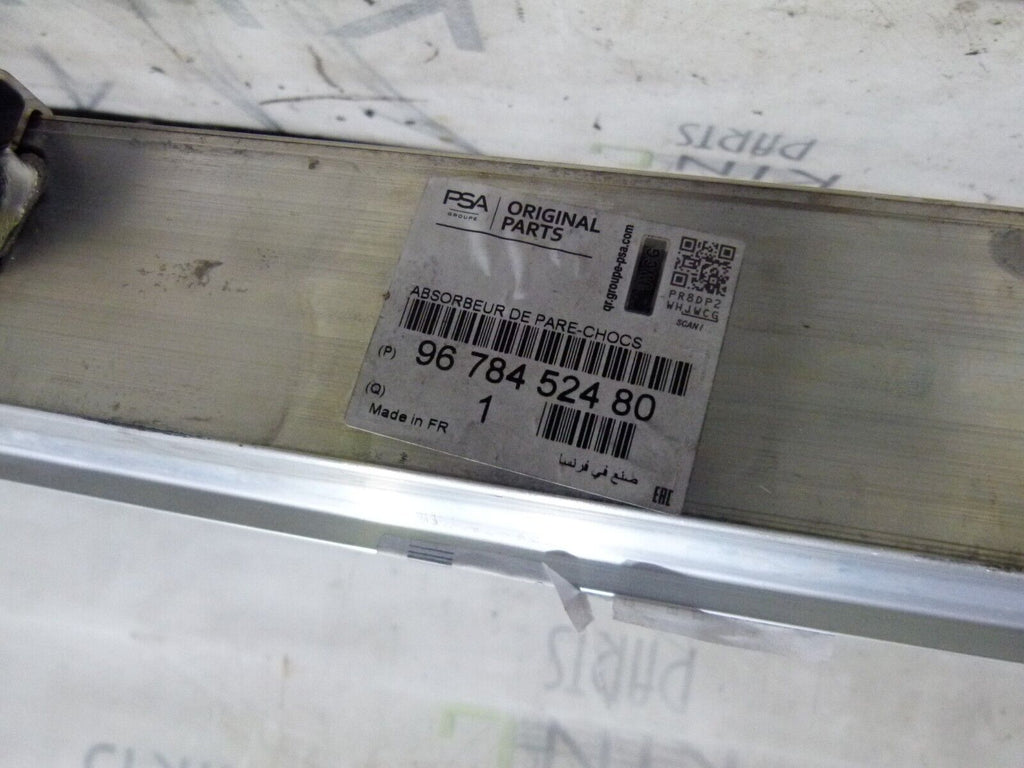 PSA
GROUPE
ORIGINAL
PARTS
qr.groupe-psa.com
PR8DP2
WHJWCG
SCAN!
ABSORBEUR DE PARE-CHOCS
(P) 96 784 524 80
(Q) 1
Made in FR
صنع في فرنسا
EAC
PARTS
PARTS